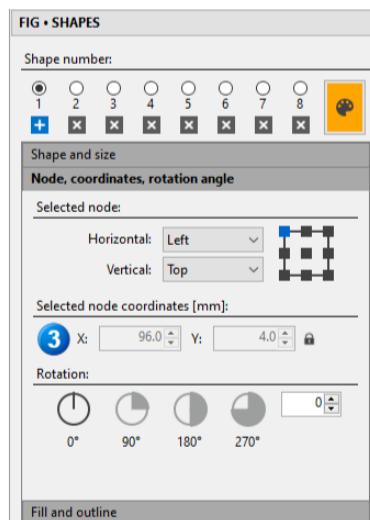 FIG • SHAPES
Shape number:
1 2 3 4 5 6 7 8
Shape and size
Node, coordinates, rotation angle
Selected node:
Horizontal: Left
Vertical: Top
Selected node coordinates [mm]:
3 X: 96.0 Y: 4.0
Rotation:
0
0° 90° 180° 270°
Fill and outline